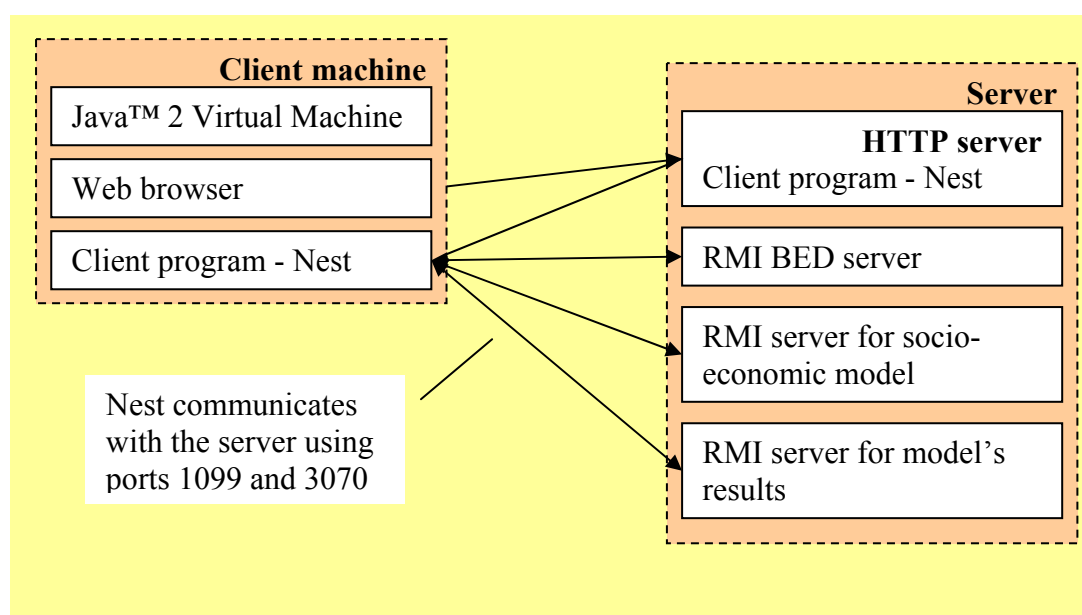 Client machine
Java™ 2 Virtual Machine
Web browser
Client program - Nest
Nest communicates
with the server using
ports 1099 and 3070
Server
HTTP server
Client program - Nest
RMI BED server
RMI server for socio-
economic model
RMI server for model’s
results